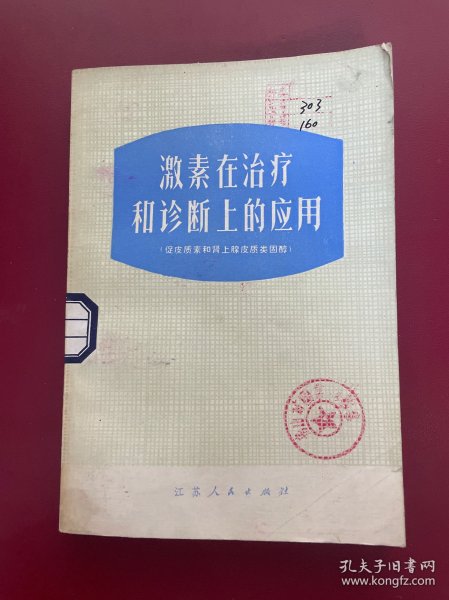 303
160
激素在治疗
和诊断上的应用
(促皮质素和肾上腺皮质类固醇)
江苏人民出版社
孔夫子旧书网
www.kongfz.com